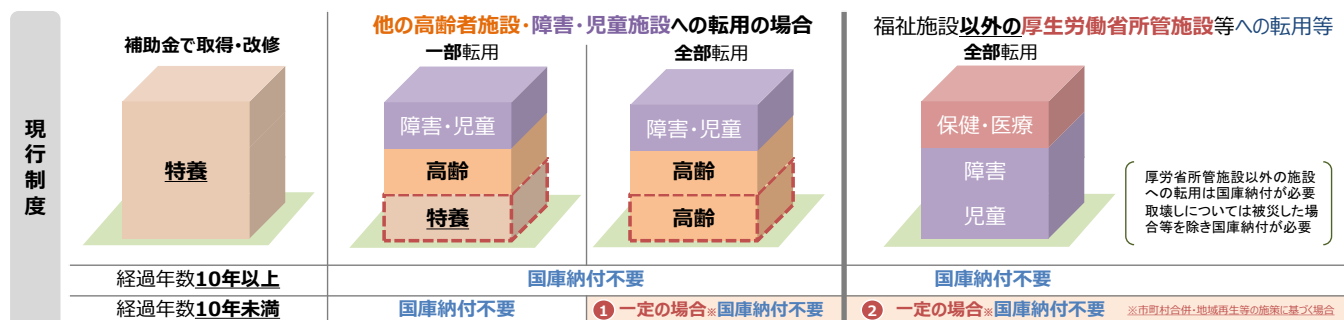 現行制度
補助金で取得・改修
特養
他の高齢者施設・障害・児童施設への転用の場合
一部転用
障害・児童
高齢
特養
全部転用
障害・児童
高齢
高齢
福祉施設以外の厚生労働省所管施設等への転用等
全部転用
保健・医療
障害
児童
厚労省所管施設以外の施設
への転用は国庫納付が必要
取壊しについては被災した場
合等を除き国庫納付が必要
経過年数10年以上
国庫納付不要
国庫納付不要
経過年数10年未満
国庫納付不要
1 一定の場合※国庫納付不要
2 一定の場合※国庫納付不要
※市町村合併・地域再生等の施策に基づく場合